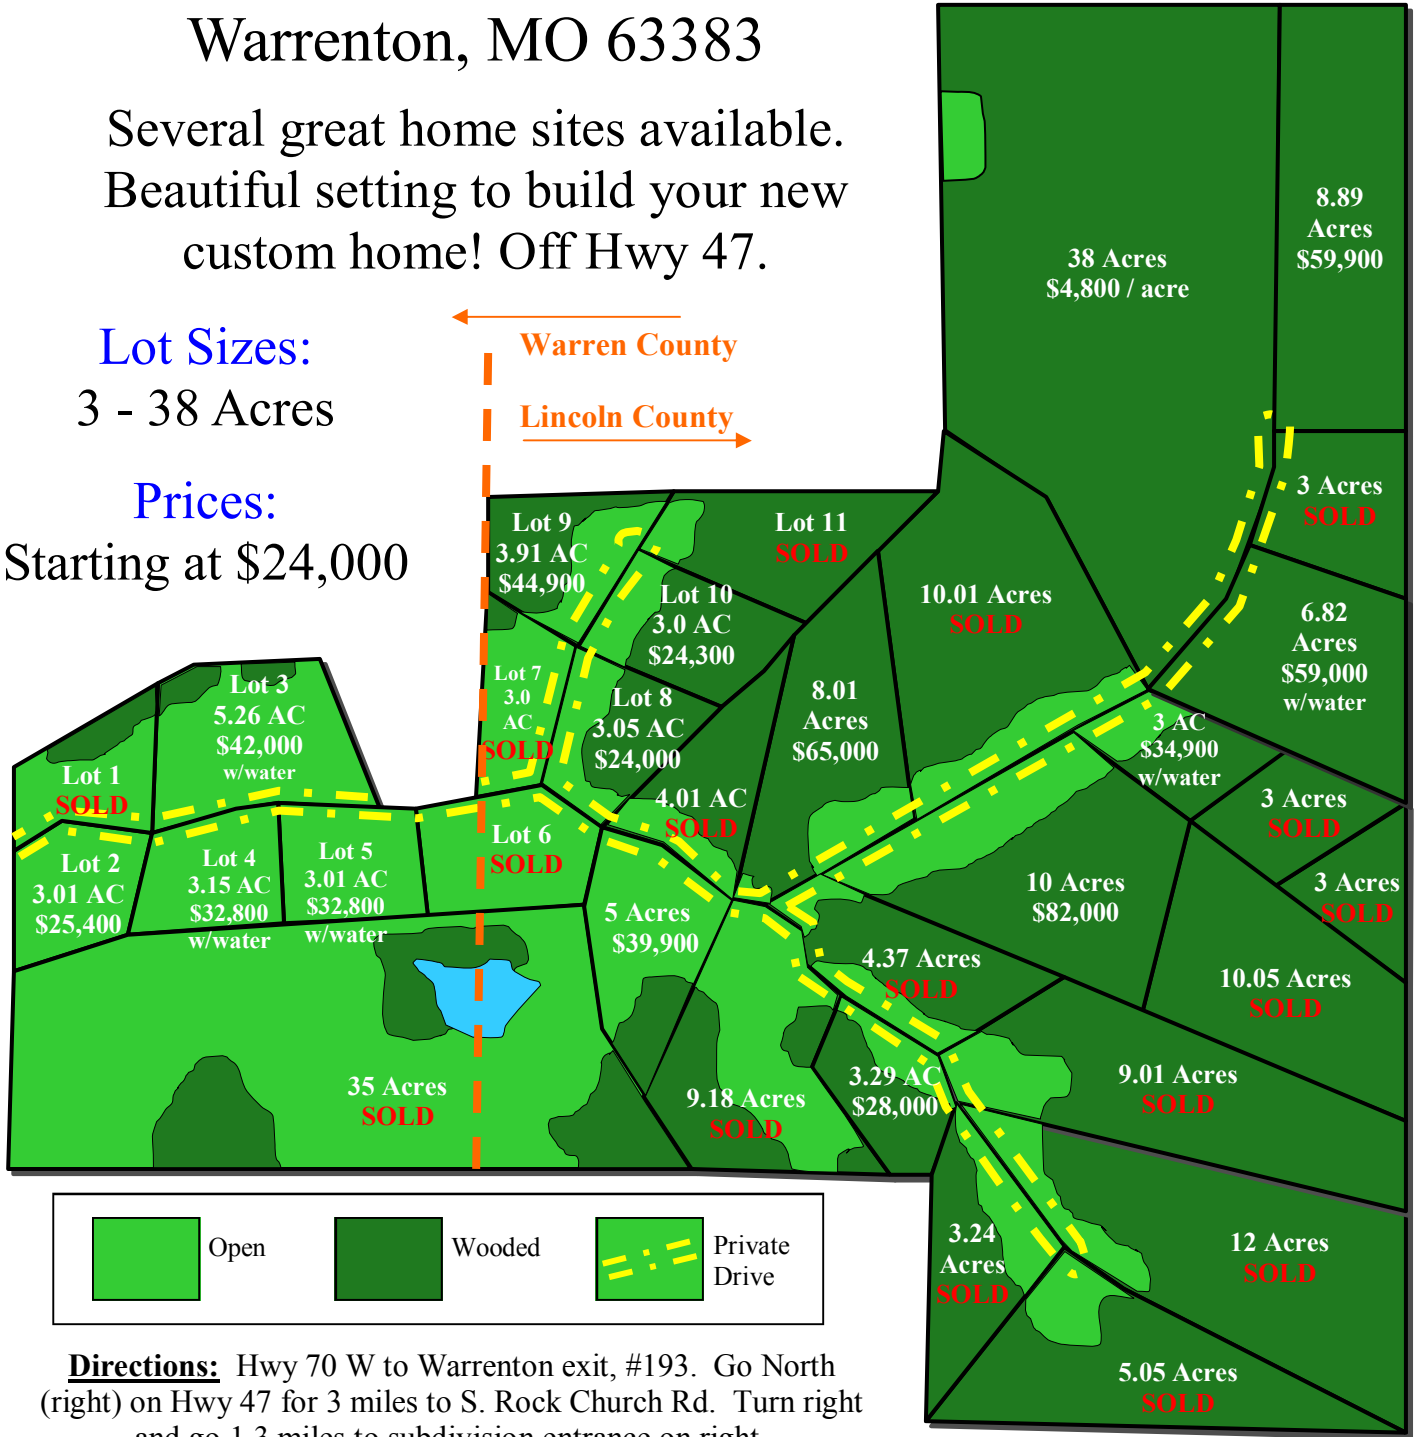 Warrenton, MO 63383
Several great home sites available.
Beautiful setting to build your new
custom home! Off Hwy 47.
Lot Sizes:
3 - 38 Acres
Prices:
Starting at $24,000
Warren County
Lincoln County
38 Acres
$4,800 / acre
8.89
Acres
$59,900
3 Acres
SOLD
6.82
Acres
$59,000
w/water
Lot 9
3.91 AC
$44,900
Lot 11
SOLD
Lot 10
3.0 AC
$24,300
10.01 Acres
SOLD
Lot 7
3.0
AC
SOLD
Lot 8
3.05 AC
$24,000
8.01
Acres
$65,000
3 AC
$34,900
w/water
Lot 3
5.26 AC
$42,000
w/water
Lot 1
SOLD
4.01 AC
SOLD
3 Acres
SOLD
Lot 2
3.01 AC
$25,400
Lot 4
3.15 AC
$32,800
w/water
Lot 5
3.01 AC
$32,800
w/water
Lot 6
SOLD
5 Acres
$39,900
10 Acres
$82,000
3 Acres
SOLD
4.37 Acres
SOLD
10.05 Acres
SOLD
35 Acres
SOLD
9.18 Acres
SOLD
3.29 AC
$28,000
9.01 Acres
SOLD
3.24
Acres
SOLD
12 Acres
SOLD
5.05 Acres
SOLD
Open
Wooded
Private
Drive
Directions: Hwy 70 W to Warrenton exit, #193. Go North
(right) on Hwy 47 for 3 miles to S. Rock Church Rd. Turn right
and go 1.3 miles to subdivision entrance on right